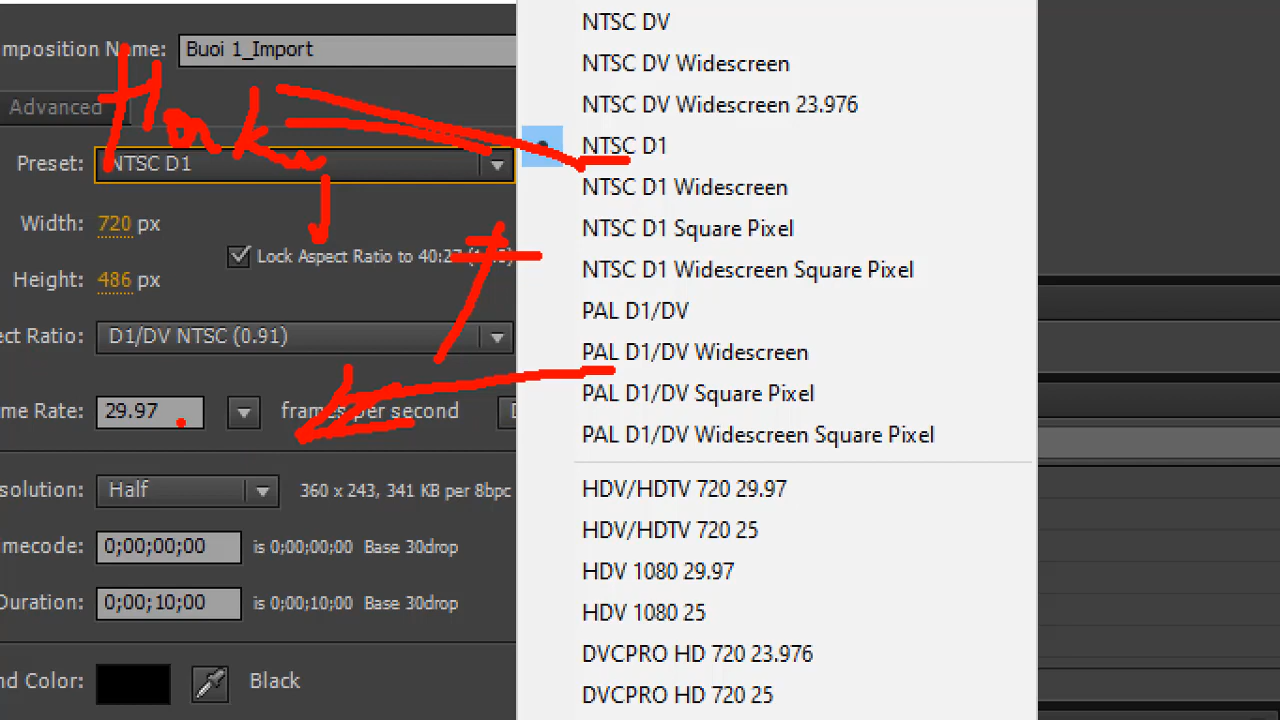 mposition Name: Buoi 1_Import
Advanced
Preset: NTSC D1
Width: 720 px
Lock Aspect Ratio to 40:27
Height: 486 px
ect Ratio: D1/DV NTSC (0.91)
me Rate: 29.97 frames per second D
solution: Half 360 x 243, 341 KB per 8bpc
mecode: 0;00;00;00 is 0;00;00;00 Base 30drop
Duration: 0;00;10;00 is 0;00;10;00 Base 30drop
nd Color: Black
NTSC DV
NTSC DV Widescreen
NTSC DV Widescreen 23.976
NTSC D1
NTSC D1 Widescreen
NTSC D1 Square Pixel
NTSC D1 Widescreen Square Pixel
PAL D1/DV
PAL D1/DV Widescreen
PAL D1/DV Square Pixel
PAL D1/DV Widescreen Square Pixel
HDV/HDTV 720 29.97
HDV/HDTV 720 25
HDV 1080 29.97
HDV 1080 25
DVCPRO HD 720 23.976
DVCPRO HD 720 25